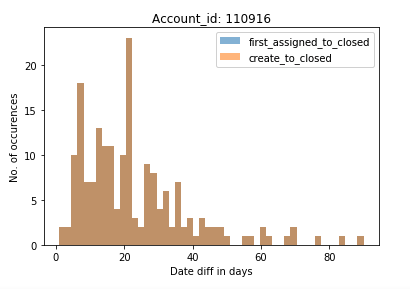 Account_id: 110916
first_assigned_to_closed
create_to_closed
No. of occurences
20
15
10
5
0
0 20 40 60 80
Date diff in days